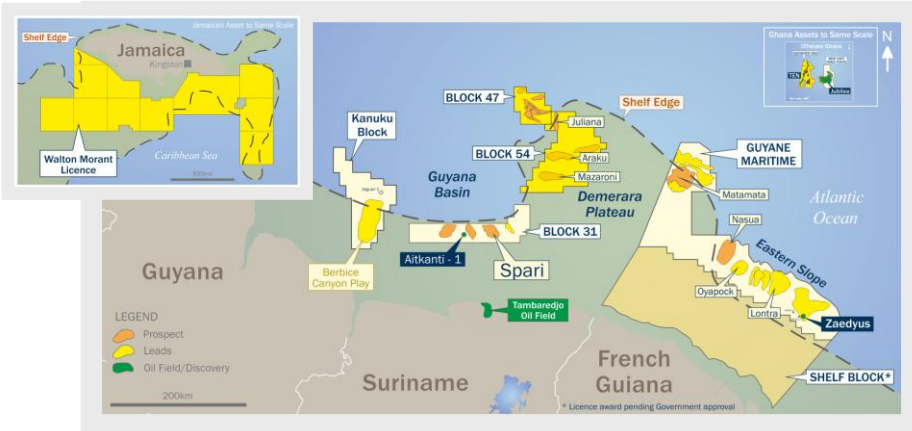 Jamaican Asset to Same Scale
Shelf Edge
Jamaica
Kingston
Caribbean Sea
Walton Morant
Licence
200km
Ghana Assets to Same Scale
Offshore Ghana
TEN
Jubilee
N
BLOCK 47
Shelf Edge
Kanuku
Block
Juliana
BLOCK 54
Araku
Mazaroni
GUYANE
MARITIME
Guyana
Basin
Demerara
Plateau
Matamata
Atlantic
Ocean
Nasua
BLOCK 31
Eastern Slope
Aitkanti - 1
Spari
Guyana
Berbice
Canyon Play
Oyapock
Lontra
Zaedyus
Tambaredjo
Oil Field
LEGEND
Prospect
Leads
Oil Field/Discovery
200km
Suriname
French
Guiana
SHELF BLOCK*
* Licence award pending Government approval